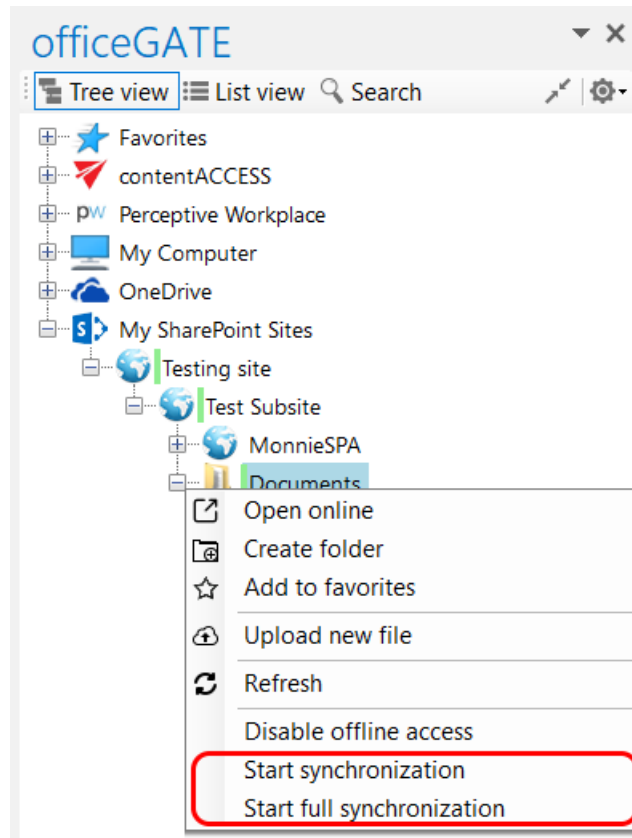 officeGATE
Tree view List view Search
Favorites
contentACCESS
pw Perceptive Workplace
My Computer
OneDrive
S My SharePoint Sites
Testing site
Test Subsite
MonnieSPA
Documents
Open online
Create folder
Add to favorites
Upload new file
Refresh
Disable offline access
Start synchronization
Start full synchronization